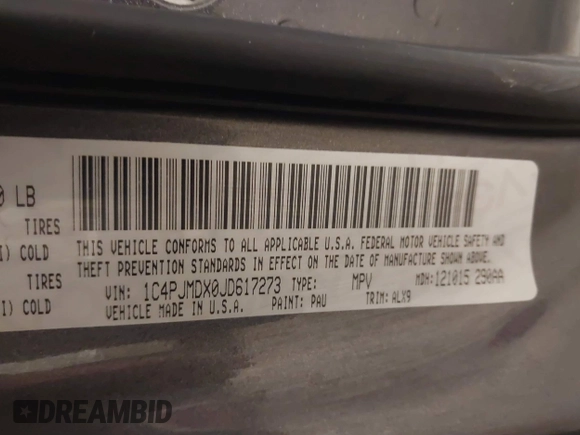 0 LB
TIRES
I) COLD
TIRES
I) COLD
THIS VEHICLE CONFORMS TO ALL APPLICABLE U.S.A. FEDERAL MOTOR VEHICLE SAFETY AND
THEFT PREVENTION STANDARDS IN EFFECT ON THE DATE OF MANUFACTURE SHOWN ABOVE.
VIN: 1C4PJMDX0JD617273 TYPE: MPV MDH: 121015 290AA
VEHICLE MADE IN U.S.A. PAINT: PAU TRIM: ALX9
DREAMBID